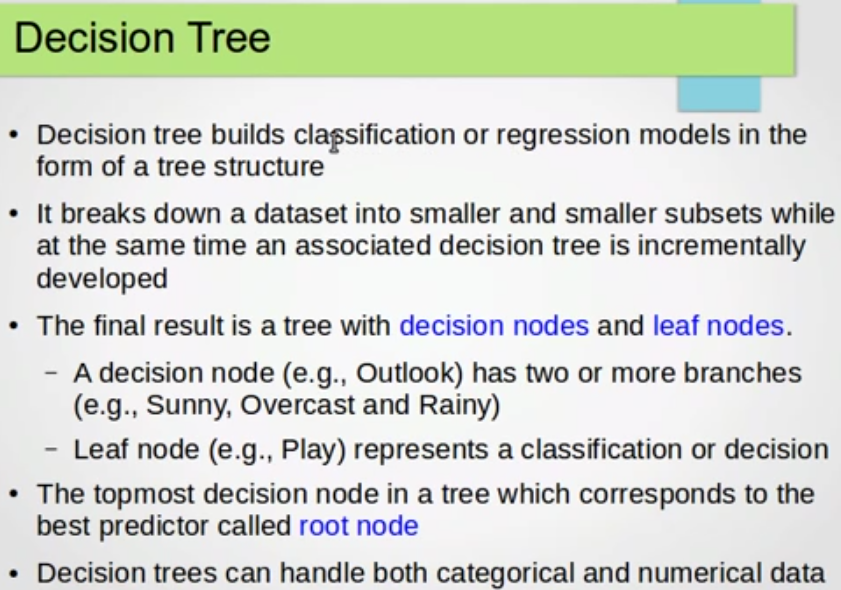 Decision Tree
• Decision tree builds classification or regression models in the
form of a tree structure
• It breaks down a dataset into smaller and smaller subsets while
at the same time an associated decision tree is incrementally
developed
• The final result is a tree with decision nodes and leaf nodes.
– A decision node (e.g., Outlook) has two or more branches
(e.g., Sunny, Overcast and Rainy)
– Leaf node (e.g., Play) represents a classification or decision
• The topmost decision node in a tree which corresponds to the
best predictor called root node
• Decision trees can handle both categorical and numerical data